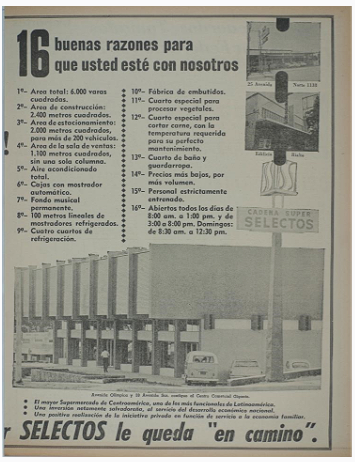 16 buenas razones para
que usted esté con nosotros
1º– Area total: 6.000 varas
cuadradas.
2º– Area de construcción:
2.400 metros cuadrados.
3º– Area de estacionamiento:
2.000 metros cuadrados,
para más de 200 vehículos.
4º– Area de la sala de ventas:
1.100 metros cuadrados,
sin una sola columna.
5º– Aire acondicionado
total.
6º– Cajas con mostrador
automático.
7º– Fondo musical
permanente.
8º– 100 metros lineales de
mostradores refrigerados.
9º– Cuatro cuartos de
refrigeración.
10º– Fábrica de embutidos.
11º– Cuarto especial para
procesar vegetales.
12º– Cuarto especial para
cortar carne, con la
temperatura requerida
para su perfecto
mantenimiento.
13º– Cuarto de baño y
guardarropa.
14º– Precios más bajos, por
más volumen.
15º– Personal estrictamente
entrenado.
16º– Abiertos todos los días de
8:00 am. a 1:00 pm. y de
3:00 a 8:00 pm. Domingos:
de 8:30 am. a 12:30 pm.
25 Avenida Norte
Edificio
CADENA SUPER
SELECTOS
!
Avenida Olímpica y 59 Avenida Sur, contiguo al Centro Comercial
El mayor Supermercado de Centroamérica, uno de los más funcionales de Latinoamérica.
Una inversión netamente salvadoreña, al servicio del desarrollo económico nacional.
Una positiva realización de la iniciativa privada en función de servicio a la economía familiar.
r SELECTOS le queda "en camino".